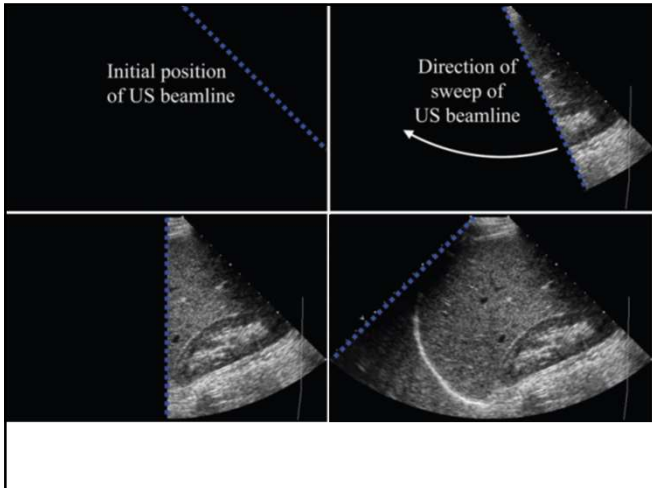 Initial position
of US beamline
Direction of
sweep of
US beamline